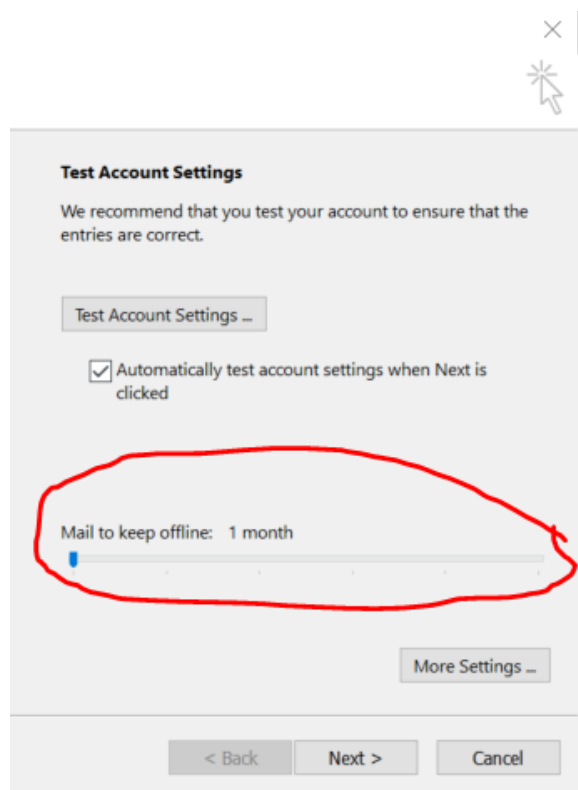 Test Account Settings
We recommend that you test your account to ensure that the
entries are correct.
Test Account Settings ...
Automatically test account settings when Next is
clicked
Mail to keep offline: 1 month
More Settings ...
< Back Next > Cancel